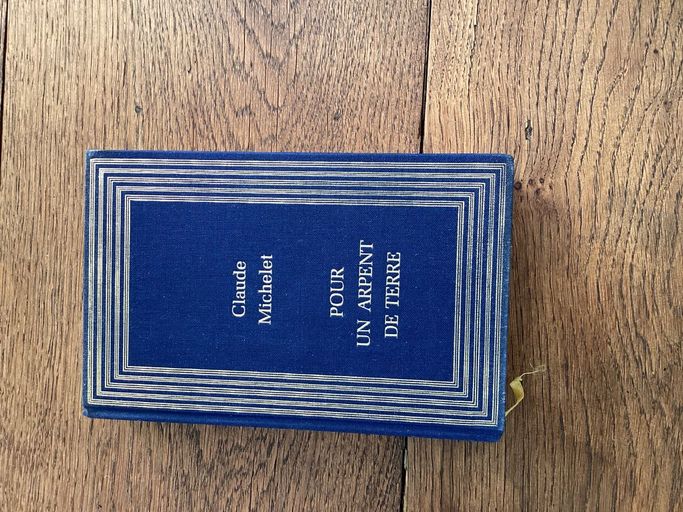 Claude
Michelet
POUR
UN ARPENT
DE TERRE